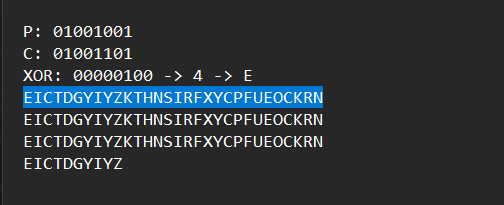 P: 01001001
C: 01001101
XOR: 00000100 -> 4 -> E
EICTDGYIYZKTHNSIRFXYCPFUEOCKRN
EICTDGYIYZKTHNSIRFXYCPFUEOCKRN
EICTDGYIYZKTHNSIRFXYCPFUEOCKRN
EICTDGYIYZ